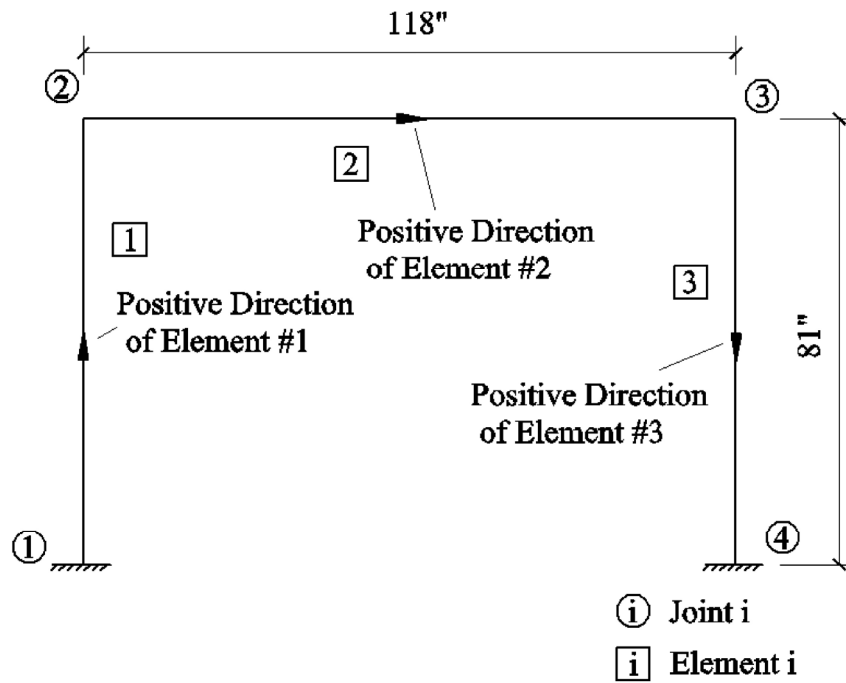 118"
②
③
2
Positive Direction
of Element #2
1
3
Positive Direction
of Element #1
81"
Positive Direction
of Element #3
①
④
ⓘ Joint i
i Element i